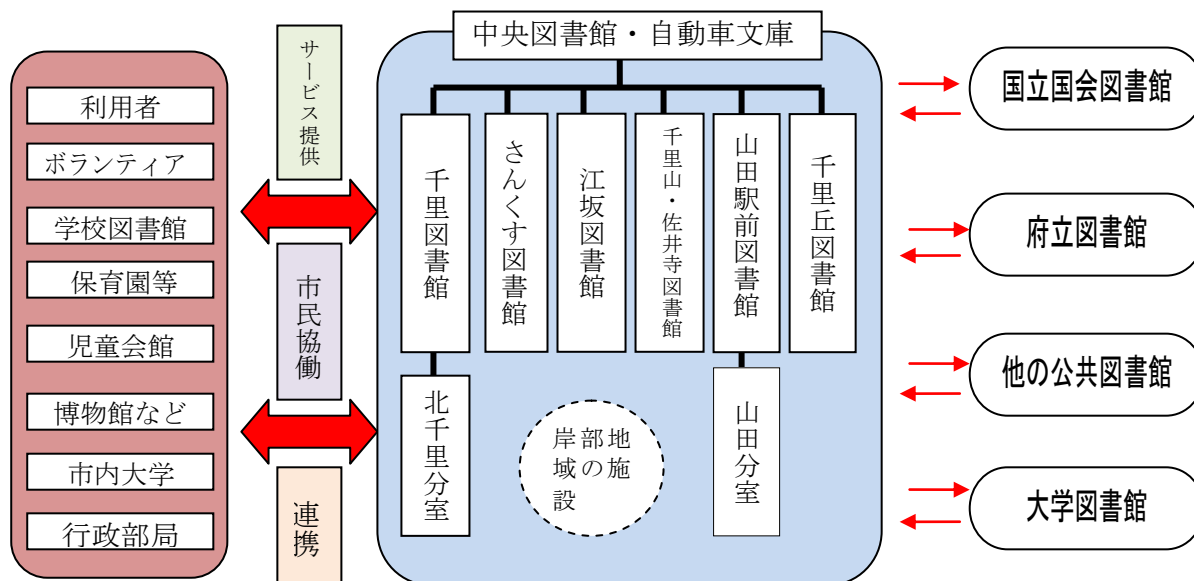 利用者
ボランティア
学校図書館
保育園等
児童会館
博物館など
市内大学
行政部局
サービス提供
市民協働
連携
中央図書館・自動車文庫
千里図書館
さんくす図書館
江坂図書館
千里山・佐井寺図書館
山田駅前図書館
千里丘図書館
北千里分室
岸部地
域の施
設
山田分室
国立国会図書館
府立図書館
他の公共図書館
大学図書館